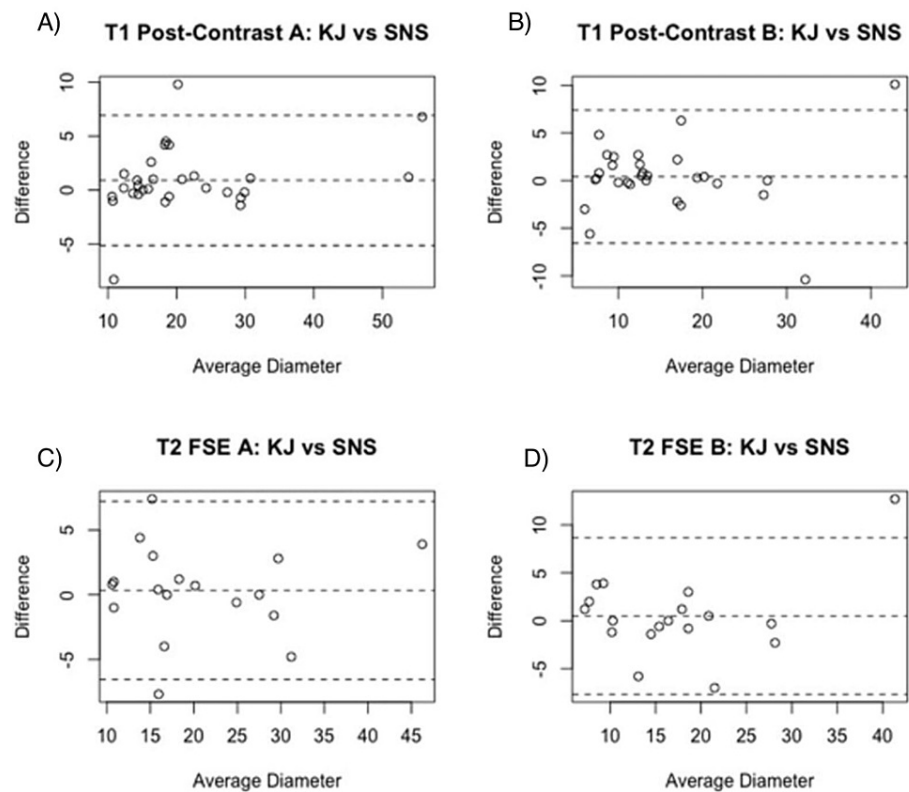 A) T1 Post-Contrast A: KJ vs SNS
Difference
10
5
0
-5
10 20 30 40 50
Average Diameter
B) T1 Post-Contrast B: KJ vs SNS
Difference
10
5
0
-5
-10
10 20 30 40
Average Diameter
C) T2 FSE A: KJ vs SNS
Difference
5
0
-5
10 15 20 25 30 35 40 45
Average Diameter
D) T2 FSE B: KJ vs SNS
Difference
10
5
0
-5
10 15 20 25 30 35 40
Average Diameter